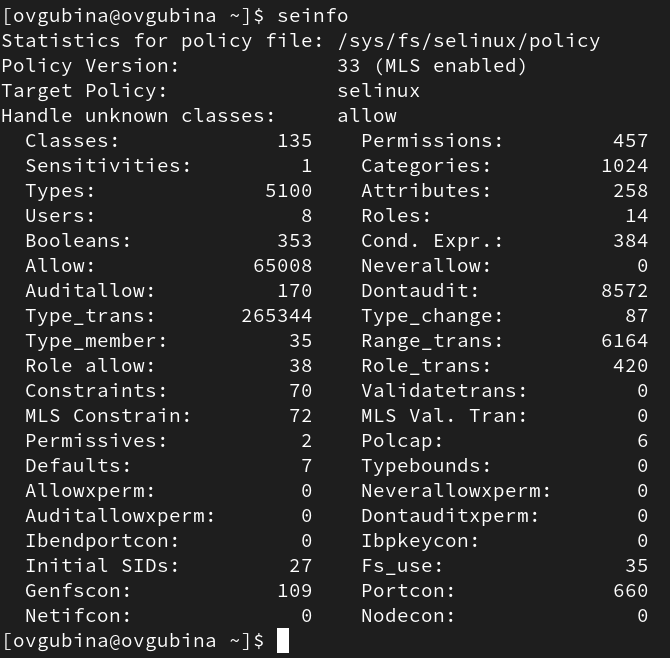 [ovgubina@ovgubina ~]$ seinfo
Statistics for policy file: /sys/fs/selinux/policy
Policy Version:             33 (MLS enabled)
Target Policy:              selinux
Handle unknown classes:     allow
  Classes:             135    Permissions:         457
  Sensitivities:         1    Categories:         1024
  Types:              5100    Attributes:          258
  Users:                 8    Roles:                14
  Booleans:            353    Cond. Expr.:         384
  Allow:             65008    Neverallow:            0
  Auditallow:          170    Dontaudit:          8572
  Type_trans:       265344    Type_change:          87
  Type_member:          35    Range_trans:        6164
  Role allow:           38    Role_trans:          420
  Constraints:          70    Validatetrans:         0
  MLS Constrain:        72    MLS Val. Tran:         0
  Permissives:           2    Polcap:                6
  Defaults:              7    Typebounds:            0
  Allowxperm:            0    Neverallowxperm:       0
  Auditallowxperm:       0    Dontauditxperm:        0
  Ibendportcon:          0    Ibpkeycon:             0
  Initial SIDs:         27    Fs_use:               35
  Genfscon:            109    Portcon:             660
  Netifcon:              0    Nodecon:               0
[ovgubina@ovgubina ~]$